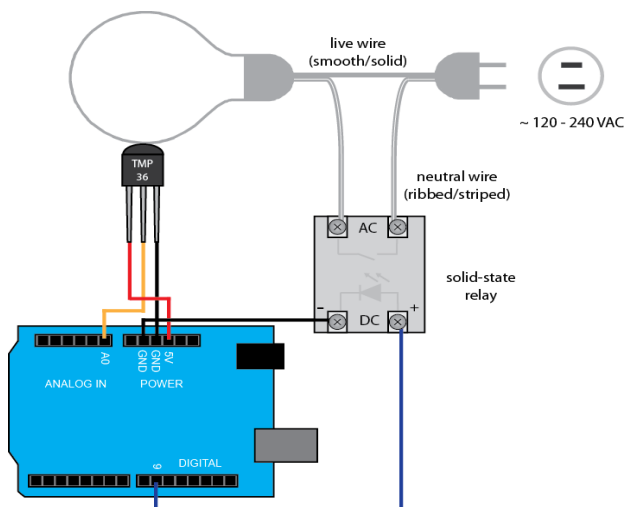 live wire
(smooth/solid)
~ 120 - 240 VAC
TMP
36
neutral wire
(ribbed/striped)
AC
solid-state
relay
- +
DC
A0
GND
GND
5V
ANALOG IN
POWER
9
DIGITAL